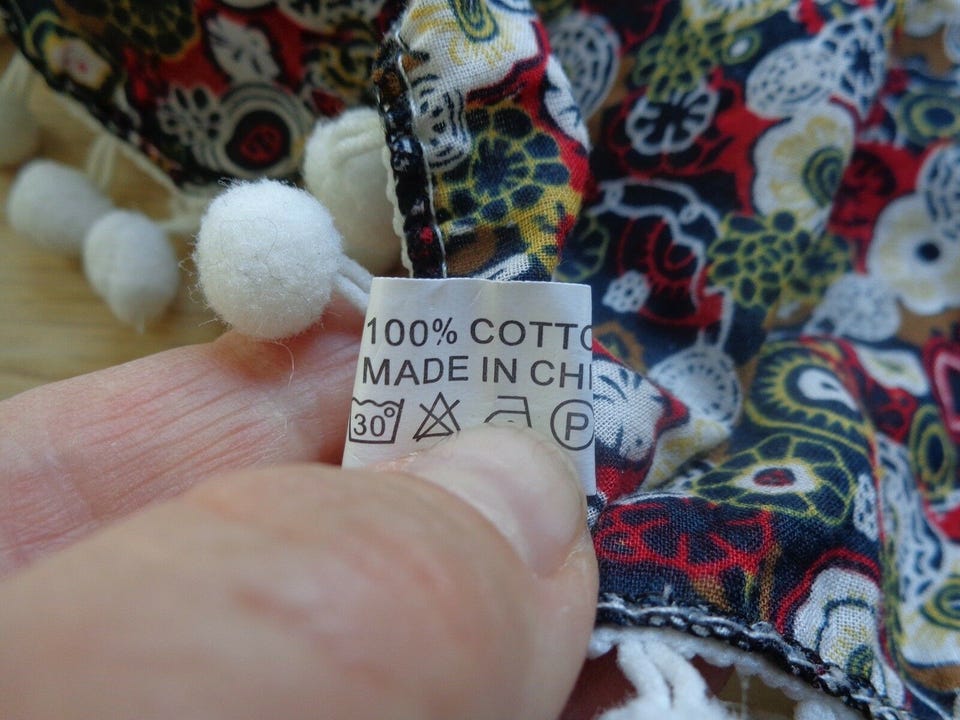 100% COTTO
MADE IN CHI
30°
P